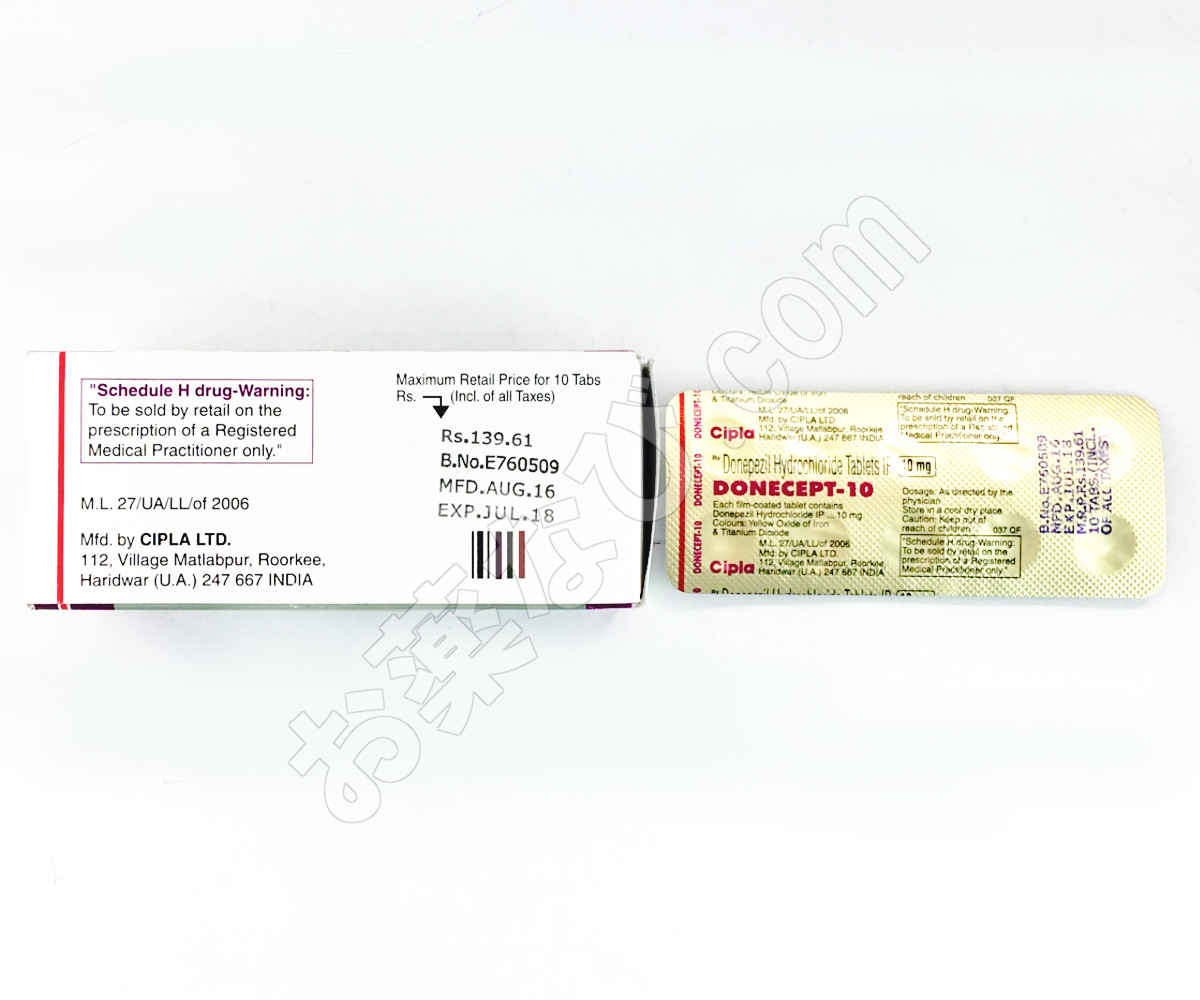 "Schedule H drug-Warning:
To be sold by retail on the
prescription of a Registered
Medical Practitioner only."
M.L. 27/UA/LL/of 2006
Mfd. by CIPLA LTD.
112, Village Matlabpur, Roorkee,
Haridwar (U.A.) 247 667 INDIA
Maximum Retail Price for 10 Tabs
Rs. (Incl. of all Taxes)
Rs.139.61
B.No.E760509
MFD.AUG.16
EXP.JUL.18
DONECEPT-10
DONECEPT-10
DONECEPT-10
& Titanium Dioxide
M.L. 27/UA/LL/of 2006
Mfd. by CIPLA LTD
Cipla 112, Village Matlabpur, Roorkee
Haridwar (U.A.) 247 667 INDIA
reach of children 037 QF
"Schedule H drug-Warning:
To be sold by retail on the
prescription of a
Medical Practitioner only."
Rx Donepezil Hydrochloride Tablets IP 10 mg
DONECEPT-10
Each film-coated tablet contains
Donepezil Hydrochloride IP ... 10 mg
Colours: Yellow Oxide of Iron
& Titanium Dioxide
M.L. 27/UA/LL/of 2006
Mfd. by CIPLA LTD.
Cipla 112, Village Matlabpur, Roorkee,
Haridwar (U.A.) 247 667 INDIA
Dosage: As directed by the
physician
Store in a cool dry place
Caution: Keep out of
reach of children 037 QF
"Schedule H drug-Warning:
To be sold by retail on the
prescription of a Registered
Medical Practitioner only."
B.No.E760509
MFD.AUG.16
EXP.JUL.18
M.R.P.Rs.139.61
10 TABS.(INCL.
OF ALL TAXES
お薬なび.com